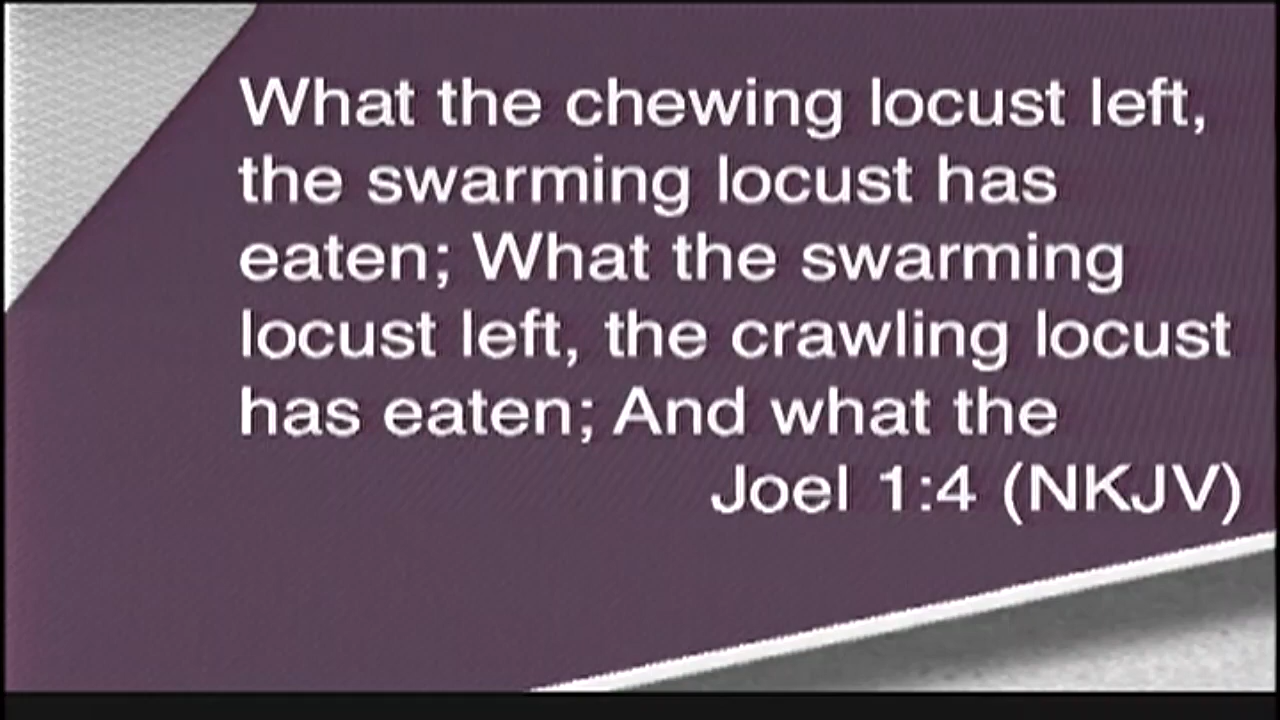 What the chewing locust left,
the swarming locust has
eaten; What the swarming
locust left, the crawling locust
has eaten; And what the
Joel 1:4 (NKJV)